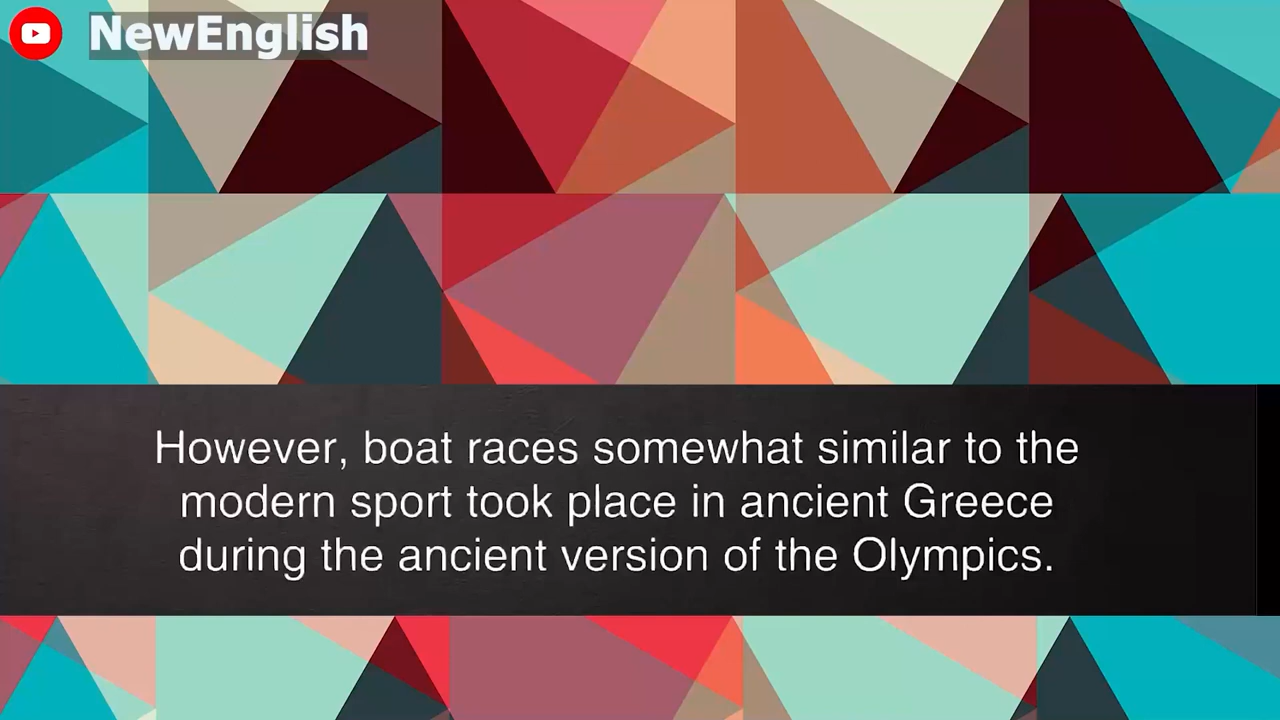 NewEnglish
However, boat races somewhat similar to the
modern sport took place in ancient Greece
during the ancient version of the Olympics.